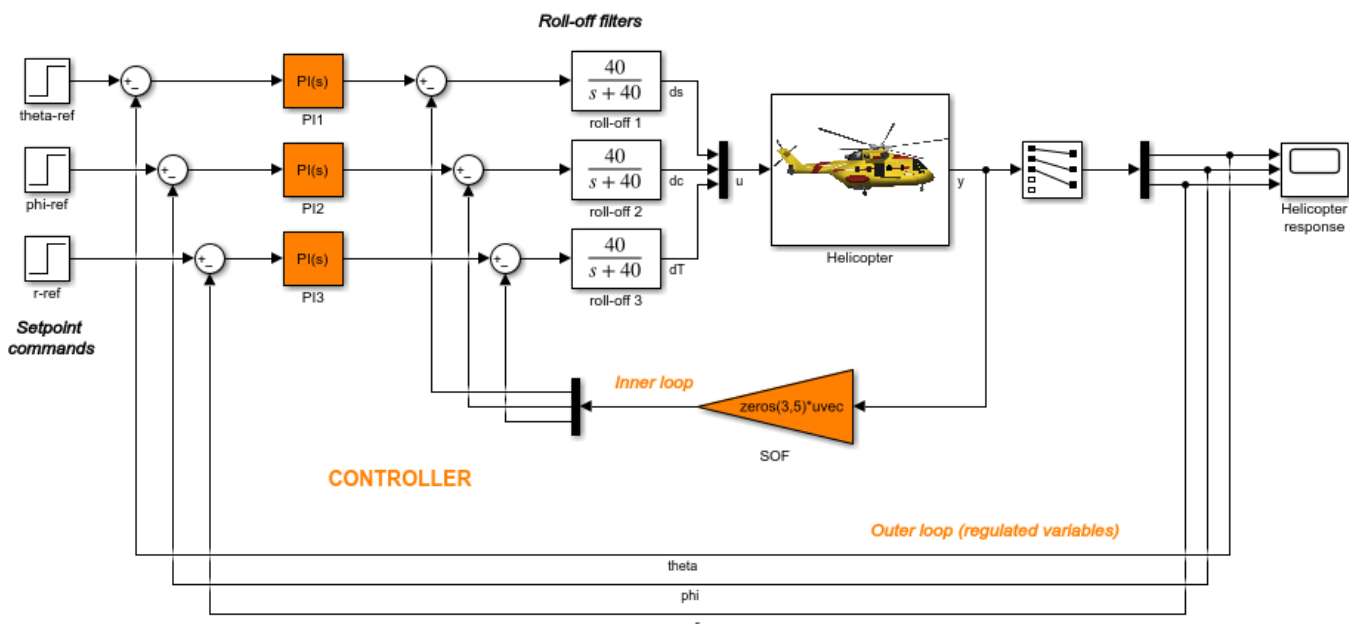 Roll-off filters
theta-ref
+
−
PI(s)
PI1
+
−
40
s + 40
roll-off 1
ds
phi-ref
+
−
PI(s)
PI2
+
−
40
s + 40
roll-off 2
dc
u
Helicopter
y
Helicopter
response
r-ref
+
−
PI(s)
PI3
+
−
40
s + 40
roll-off 3
dT
Setpoint
commands
Inner loop
zeros(3,5)*uvec
SOF
CONTROLLER
Outer loop (regulated variables)
theta
phi